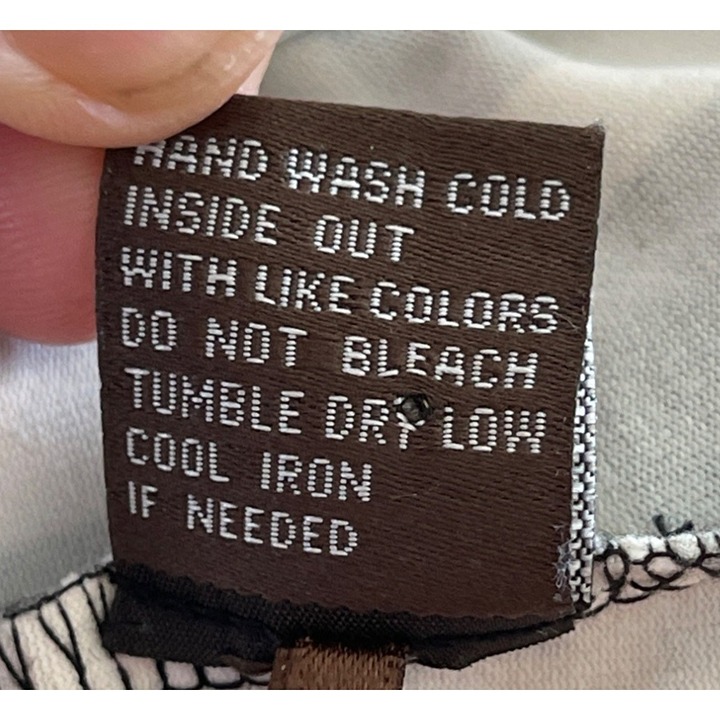 HAND WASH COLD
INSIDE OUT
WITH LIKE COLORS
DO NOT BLEACH
TUMBLE DRY LOW
COOL IRON
IF NEEDED